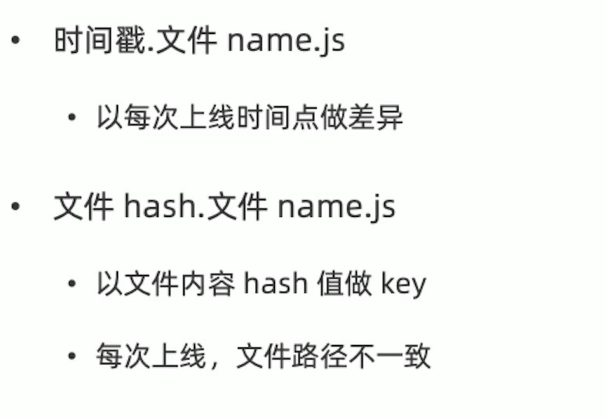 • 时间戳.文件 name.js
• 以每次上线时间点做差异
• 文件 hash.文件 name.js
• 以文件内容 hash 值做 key
• 每次上线，文件路径不一致